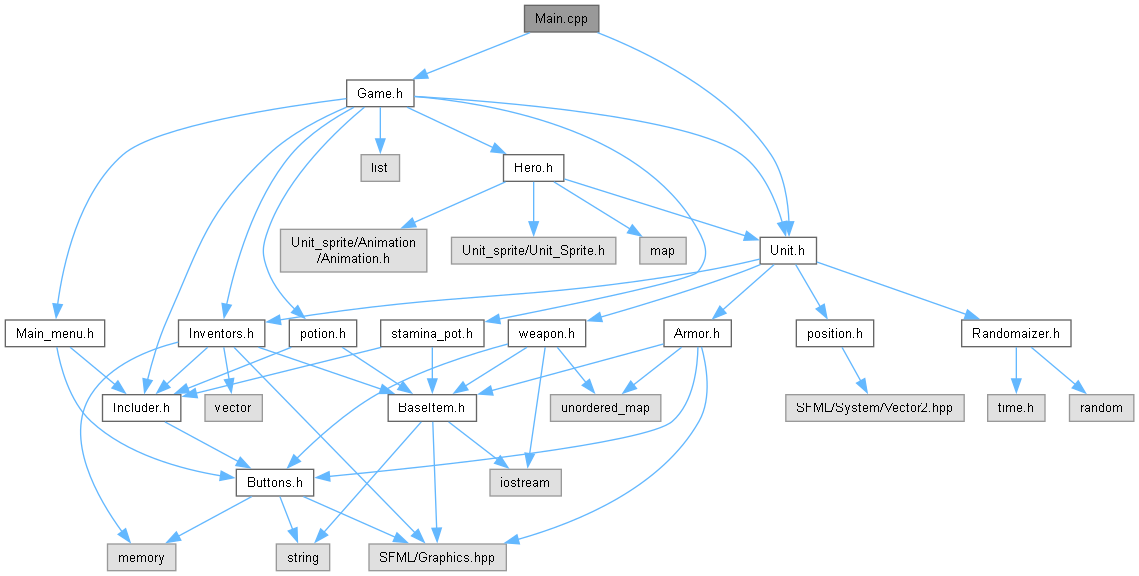 Main.cpp
Game.h
list
Hero.h
Unit_sprite/Animation
/Animation.h
Unit_sprite/Unit_Sprite.h
map
Unit.h
Main_menu.h
Inventors.h
potion.h
stamina_pot.h
weapon.h
Armor.h
position.h
Randomaizer.h
Includer.h
vector
BaseItem.h
unordered_map
SFML/System/Vector2.hpp
time.h
random
Buttons.h
iostream
memory
string
SFML/Graphics.hpp